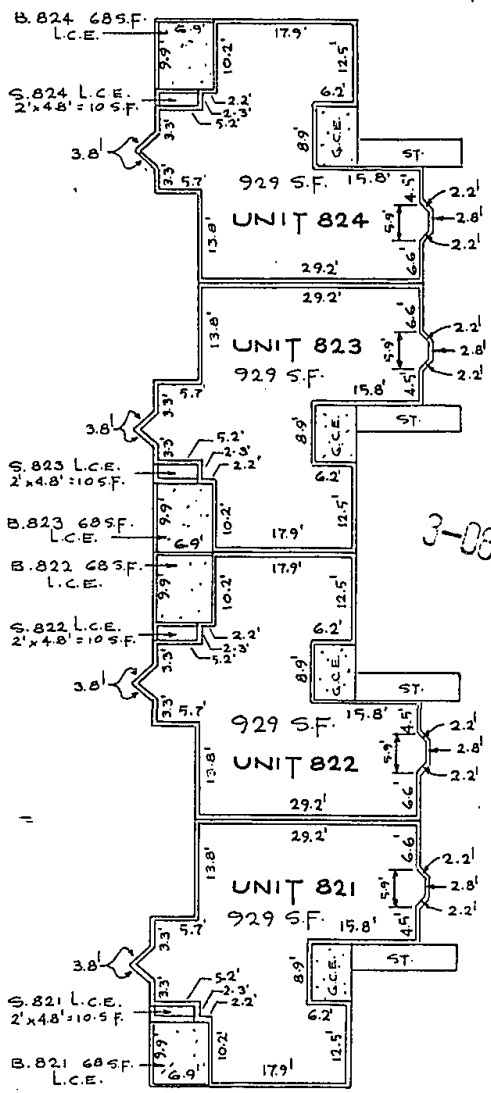 B.824 68 S.F.
L.C.E.
6.9'
9.9'
10.2'
17.9'
12.5'
S.824 L.C.E.
2'x4.8'=10 S.F.
2.2'
2.3'
5.2'
6.2'
8.9'
G.C.E.
ST.
3.3'
3.8'
3.3'
5.7'
929 S.F.
15.8'
4.5'
2.2'
5.9'
2.8'
2.2'
UNIT 824
13.8'
6.6'
29.2'
29.2'
13.8'
6.6'
2.2'
UNIT 823
5.9'
2.8'
2.2'
929 S.F.
4.5'
5.7'
15.8'
3.3'
3.8'
3.3'
8.9'
G.C.E.
ST.
5.2'
2.3'
2.2'
6.2'
S.823 L.C.E.
2'x4.8'=10 S.F.
9.9'
10.2'
12.5'
B.823 68 S.F.
L.C.E.
6.9'
17.9'
3-08
B.822 68 S.F.
L.C.E.
9.9'
10.2'
17.9'
12.5'
S.822 L.C.E.
2'x4.8'=10 S.F.
2.2'
2.3'
5.2'
6.2'
8.9'
G.C.E.
ST.
3.3'
3.8'
3.3'
5.7'
15.8'
929 S.F.
4.5'
2.2'
5.9'
2.8'
2.2'
UNIT 822
13.8'
6.6'
29.2'
29.2'
13.8'
6.6'
2.2'
UNIT 821
5.9'
2.8'
2.2'
929 S.F.
4.5'
5.7'
15.8'
3.3'
3.8'
3.3'
8.9'
G.C.E.
ST.
5.2'
2.3'
2.2'
6.2'
S.821 L.C.E.
2'x4.8'=10.S F.
9.9'
10.2'
12.5'
B.821 68 S.F.
L.C.E.
6.9'
17.9'